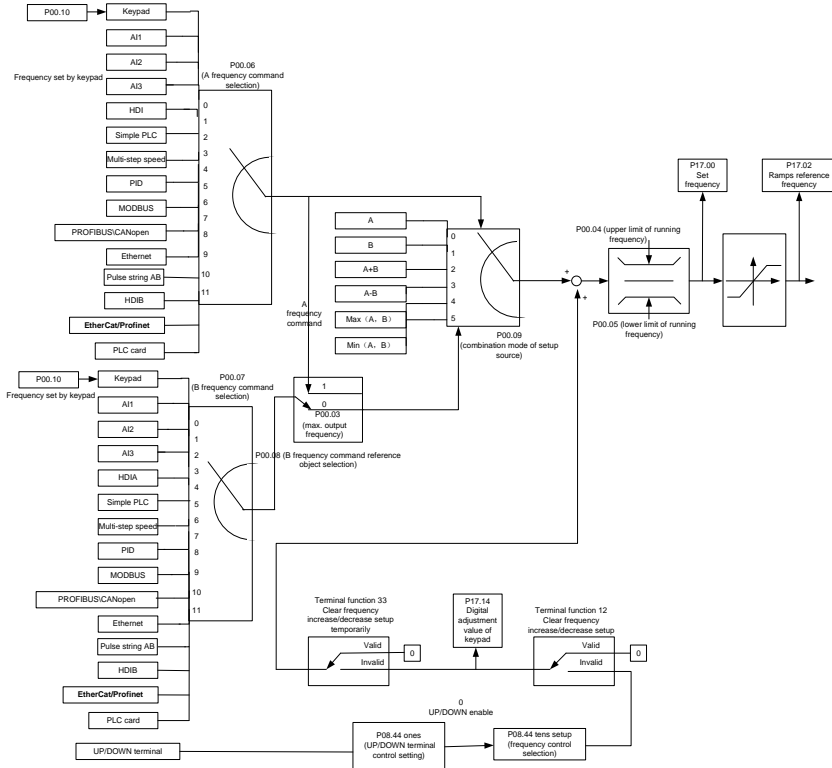 P00.10
Keypad
AI1
AI2
Frequency set by keypad
AI3
HDI
Simple PLC
Multi-step speed
PID
MODBUS
PROFIBUS\CANopen
Ethernet
Pulse string AB
HDIB
EtherCat/Profinet
PLC card
P00.06
(A frequency command
selection)
0
1
2
3
4
5
6
7
8
9
10
11
A
frequency
command
A
B
A+B
A-B
Max（A，B）
Min（A，B）
0
1
2
3
4
5
P00.09
(combination mode of setup
source)
+
+
P00.04 (upper limit of running
frequency)
P00.05 (lower limit of running
frequency)
P17.00
Set
frequency
P17.02
Ramps reference
frequency
P00.10
Frequency set by keypad
Keypad
AI1
AI2
AI3
HDIA
Simple PLC
Multi-step speed
PID
MODBUS
PROFIBUS\CANopen
Ethernet
Pulse string AB
HDIB
EtherCat/Profinet
PLC card
P00.07
(B frequency command
selection)
0
1
2
3
4
5
6
7
8
9
10
11
1
0
P00.03
(max. output
frequency)
P00.08 (B frequency command reference
object selection)
Terminal function 33
Clear frequency
increase/decrease setup
temporarily
Valid
Invalid
0
P17.14
Digital
adjustment
value of
keypad
Terminal function 12
Clear frequency
increase/decrease setup
Valid
Invalid
0
0
UP/DOWN enable
UP/DOWN terminal
P08.44 ones
(UP/DOWN terminal
control setting)
P08.44 tens setup
(frequency control
selection)